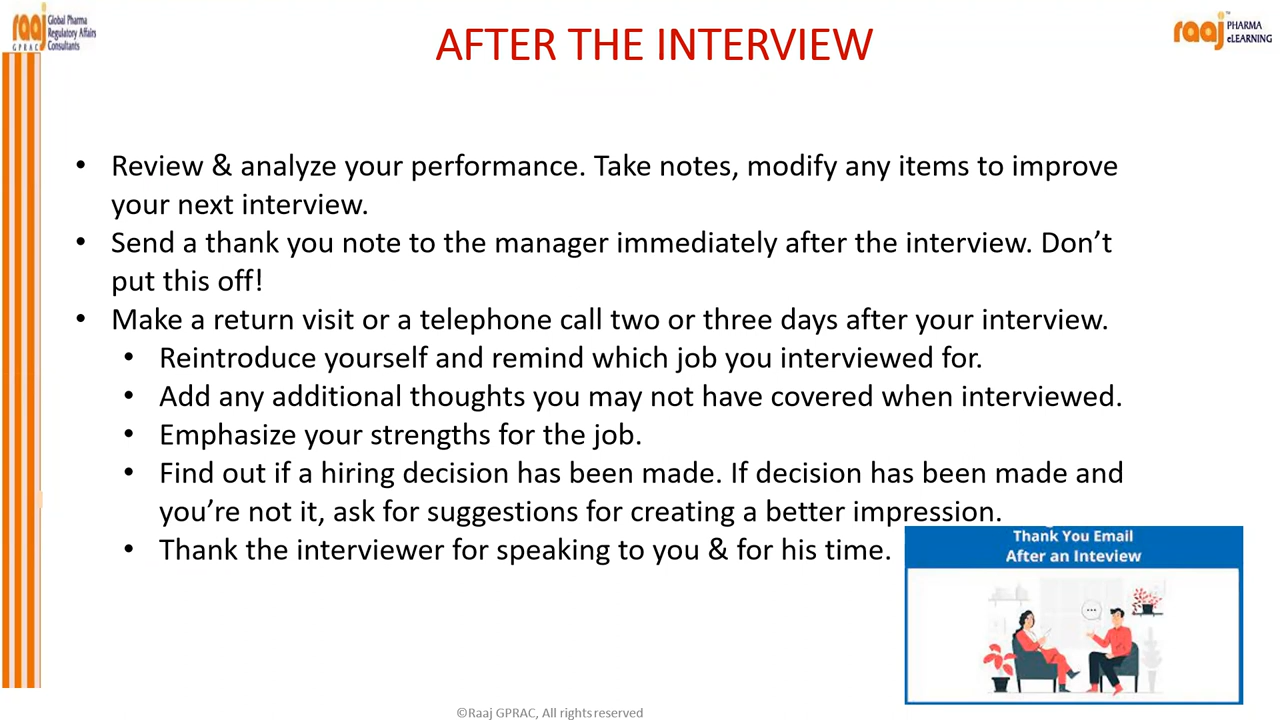 raaj Global Pharma
Regulatory Affairs
GPRAC Consultants
AFTER THE INTERVIEW
raaj PHARMA
™ eLEARNING
• Review & analyze your performance. Take notes, modify any items to improve
your next interview.
• Send a thank you note to the manager immediately after the interview. Don’t
put this off!
• Make a return visit or a telephone call two or three days after your interview.
• Reintroduce yourself and remind which job you interviewed for.
• Add any additional thoughts you may not have covered when interviewed.
• Emphasize your strengths for the job.
• Find out if a hiring decision has been made. If decision has been made and
you’re not it, ask for suggestions for creating a better impression.
• Thank the interviewer for speaking to you & for his time.
Thank You Email
After an Inteview
©Raaj GPRAC, All rights reserved